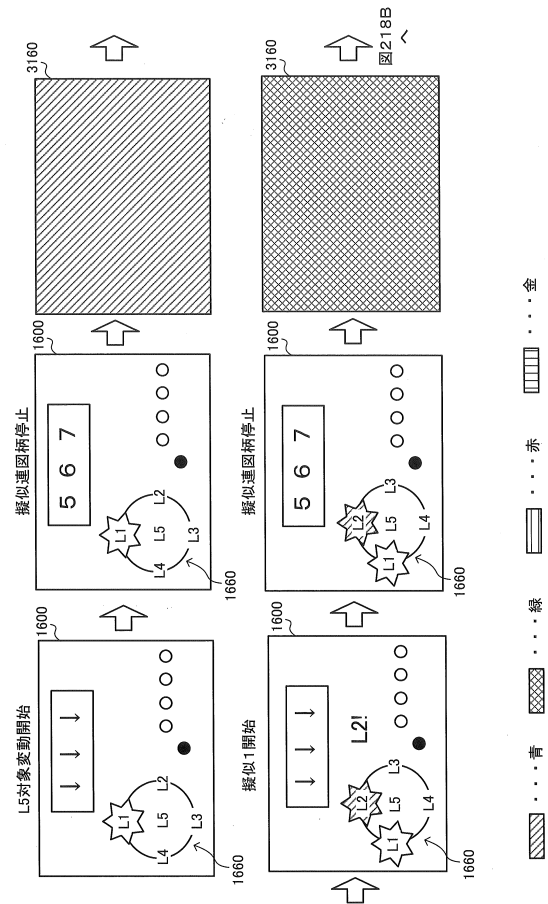 L5対象変動開始
1600
↓ ↓ ↓
L1
L4 L5 L2
L3
1660
擬似連図柄停止
1600
5 6 7
L1
L4 L5 L2
L3
1660
3160
擬似1開始
1600
↓ ↓ ↓
L2!
L2
L1 L5 L3
L4
1660
擬似連図柄停止
1600
5 6 7
L2
L1 L5 L3
L4
1660
3160
図218B
へ
・・・青
・・・緑
・・・赤
・・・金